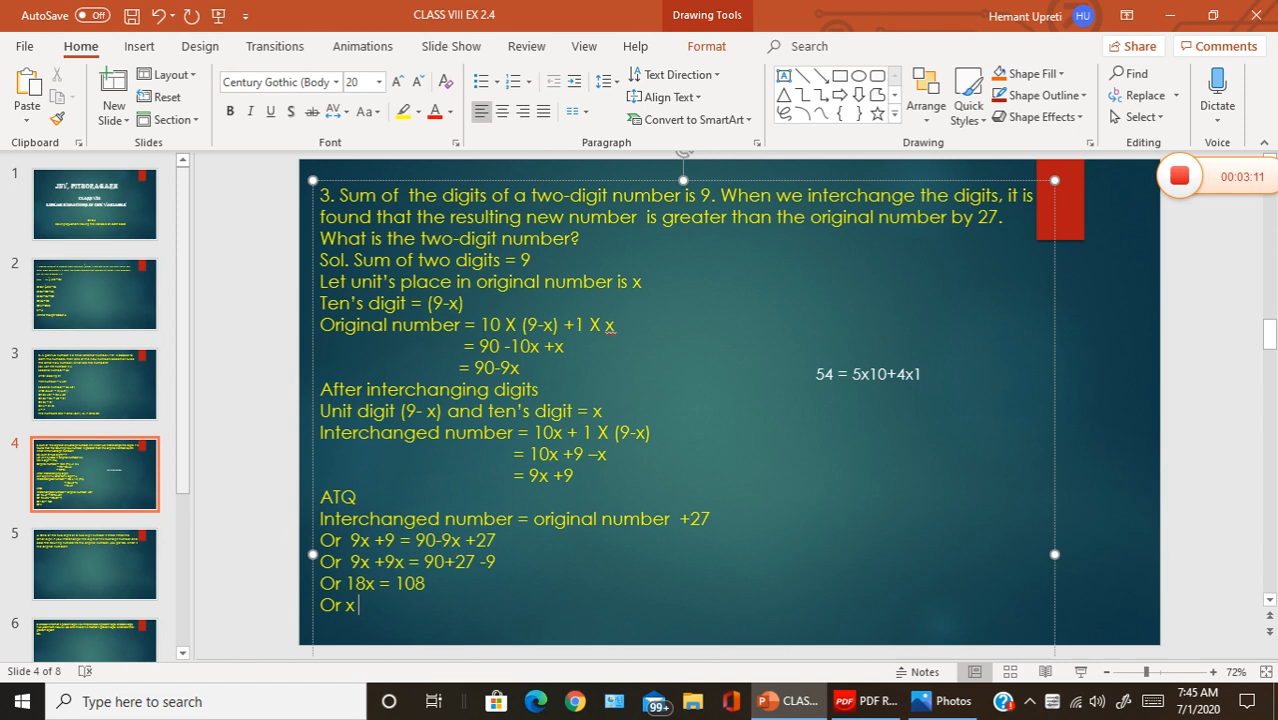 AutoSave Off
CLASS VIII EX 2.4
Drawing Tools
Hemant Upreti HU
File Home Insert Design Transitions Animations Slide Show Review View Help Format Search Share Comments
Paste
Clipboard
New Slide
Layout
Reset
Section
Slides
Century Gothic (Body 20
B I U S ab AV Aa A
Font
Text Direction
Align Text
Convert to SmartArt
Paragraph
Arrange
Quick Styles
Shape Fill
Shape Outline
Shape Effects
Drawing
Find
Replace
Select
Editing
Dictate
Voice
00:03:11
1
2
3
4
5
6
3. Sum of the digits of a two-digit number is 9. When we interchange the digits, it is
found that the resulting new number is greater than the original number by 27.
What is the two-digit number?
Sol. Sum of two digits = 9
Let unit's place in original number is x
Ten's digit = (9-x)
Original number = 10 X (9-x) +1 X x
= 90 -10x +x
= 90-9x
54 = 5x10+4x1
After interchanging digits
Unit digit (9- x) and ten's digit = x
Interchanged number = 10x + 1 X (9-x)
= 10x +9 –x
= 9x +9
ATQ
Interchanged number = original number +27
Or 9x +9 = 90-9x +27
Or 9x +9x = 90+27 -9
Or 18x = 108
Or x
Slide 4 of 8
Notes
72%
Type here to search
99+
CLAS...
PDF R...
Photos
7:45 AM
7/1/2020